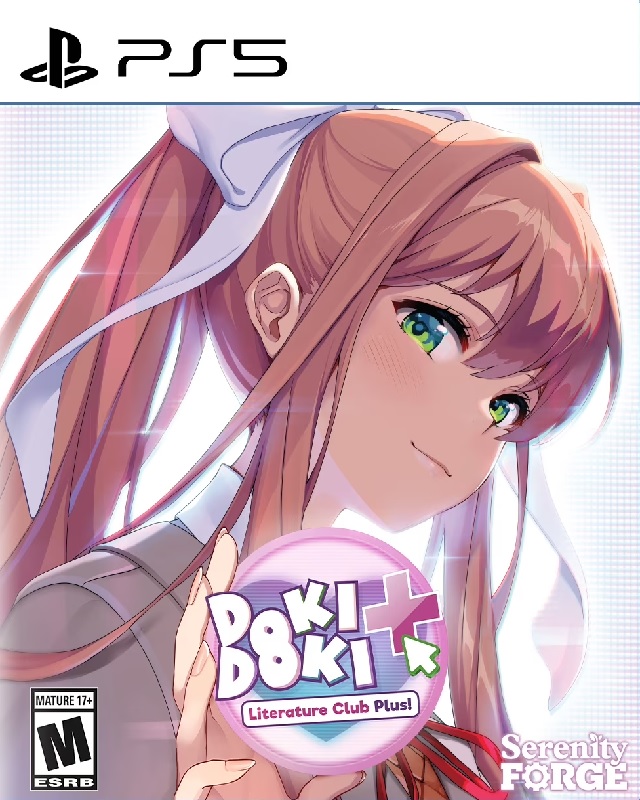 PS5
DOKI
DOKI
Literature Club Plus!
MATURE 17+
M
ESRB
Serenity
FORGE